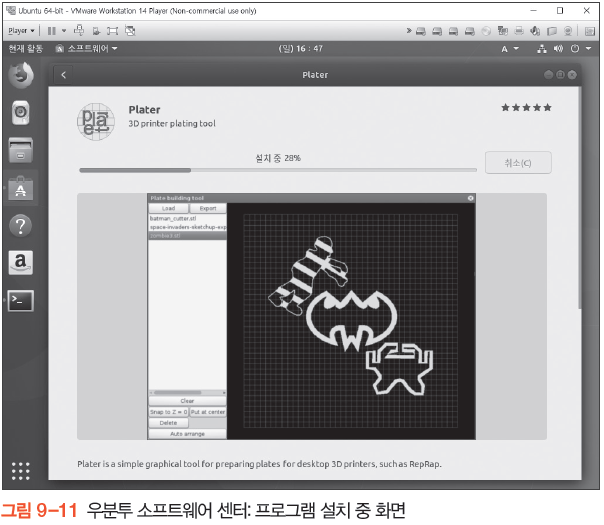 Ubuntu 64-bit - VMware Workstation 14 Player (Non-commercial use only)
Player
현재 활동 소프트웨어 (일) 16 : 47 A
Plater
Plater
3D printer plating tool
설치 중 28%
취소(C)
Plate building tool
Load Export
batman_cutter.stl
space-invaders-sketchup-exp
Clear
Snap to Z = 0 Put at center
Delete
Auto arrange
Plater is a simple graphical tool for preparing plates for desktop 3D printers, such as RepRap.
그림 9-11 우분투 소프트웨어 센터: 프로그램 설치 중 화면